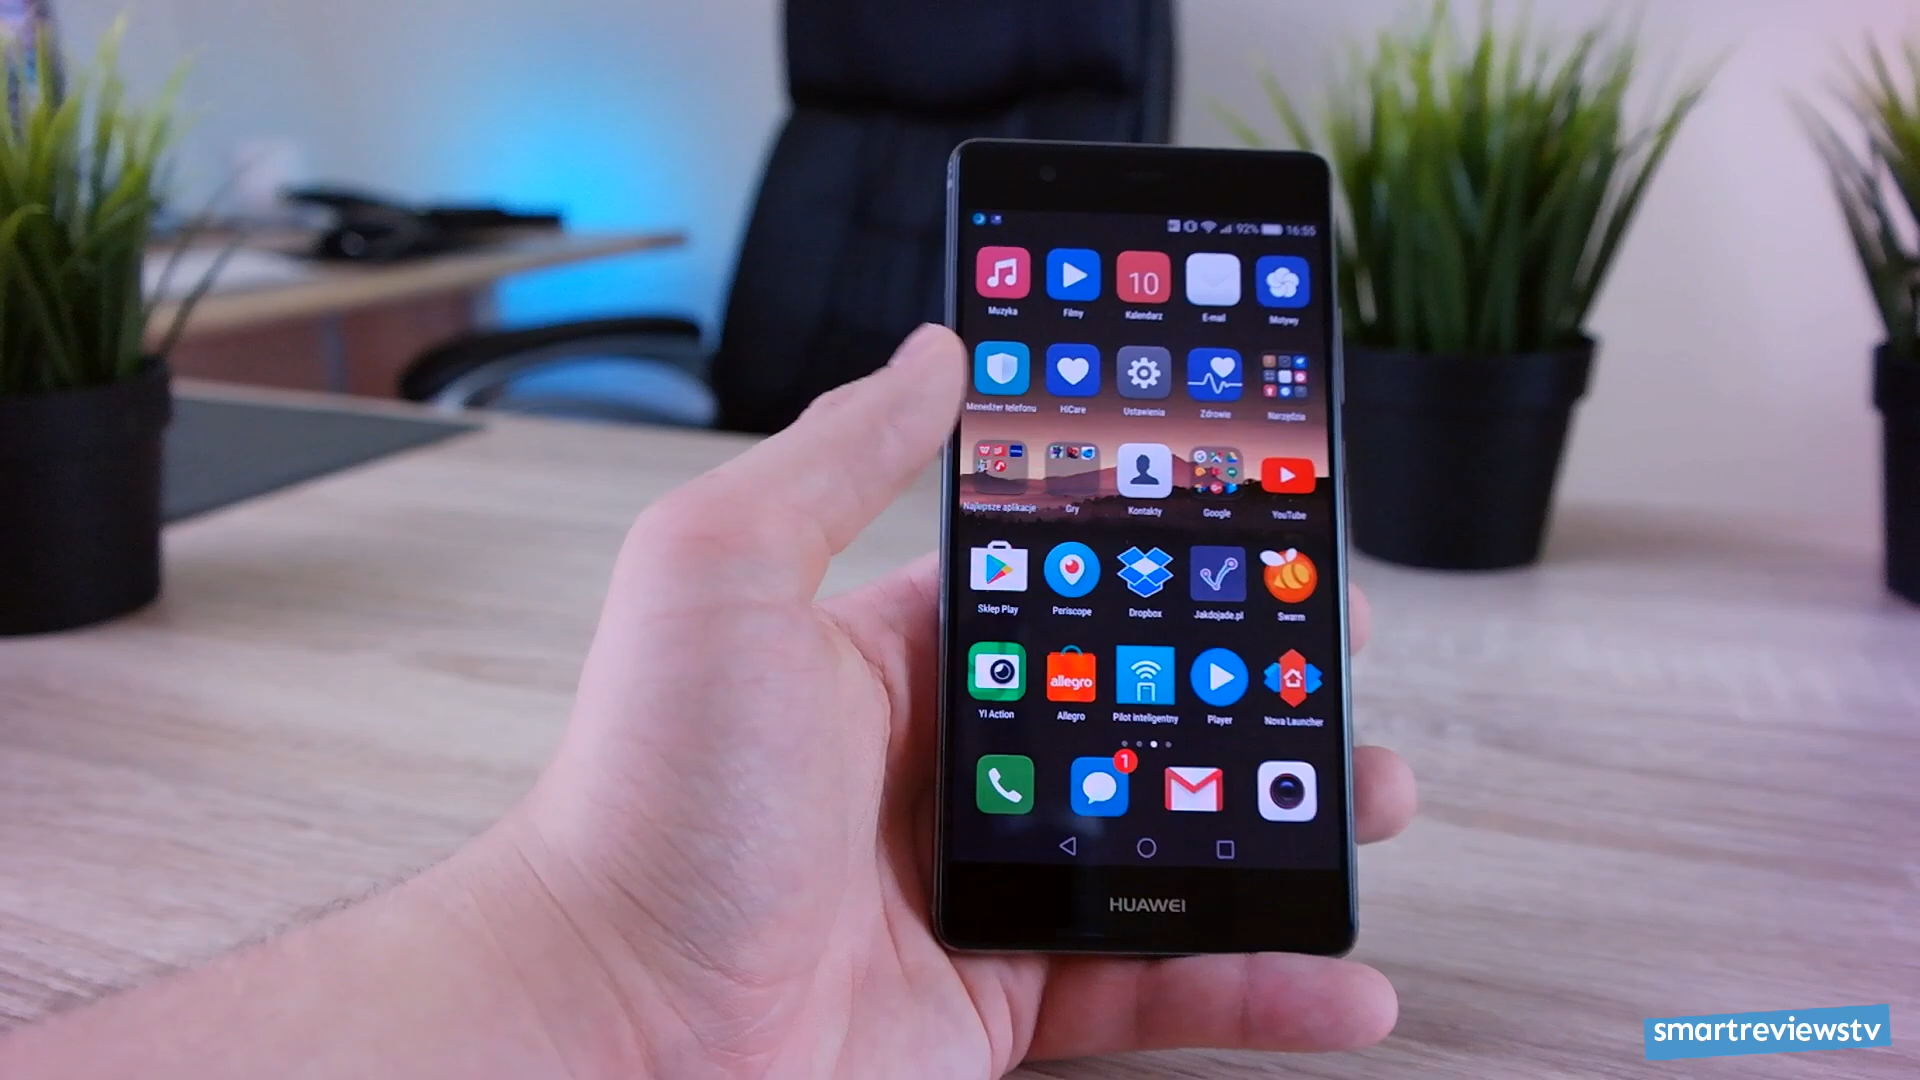 92% 16:55
10
Muzyka Filmy Kalendarz E-mail Motywy
Menedżer telefonu HiCare Ustawienia Zdrowie Narzędzia
Najlepsze aplikacje Gry Kontakty Google YouTube
Sklep Play Periscope Dropbox Jakdojade.pl Swarm
allegro
YI Action Allegro Pilot inteligentny Player Nova Launcher
1
HUAWEI
smartreviewstv